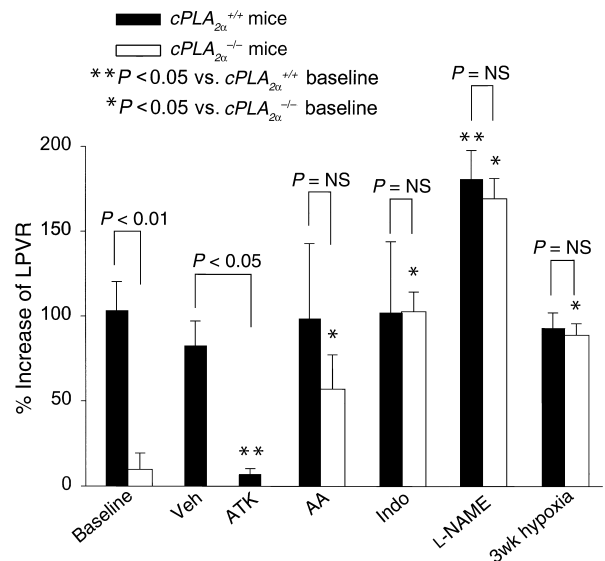 cPLA2α+/+ mice
cPLA2α−/− mice
**P < 0.05 vs. cPLA2α+/+ baseline
*P < 0.05 vs. cPLA2α−/− baseline
% Increase of LPVR
200
150
100
50
0
P < 0.01
P < 0.05
**
P = NS
*
P = NS
*
P = NS
**
*
P = NS
*
Baseline
Veh
ATK
AA
Indo
L-NAME
3wk hypoxia